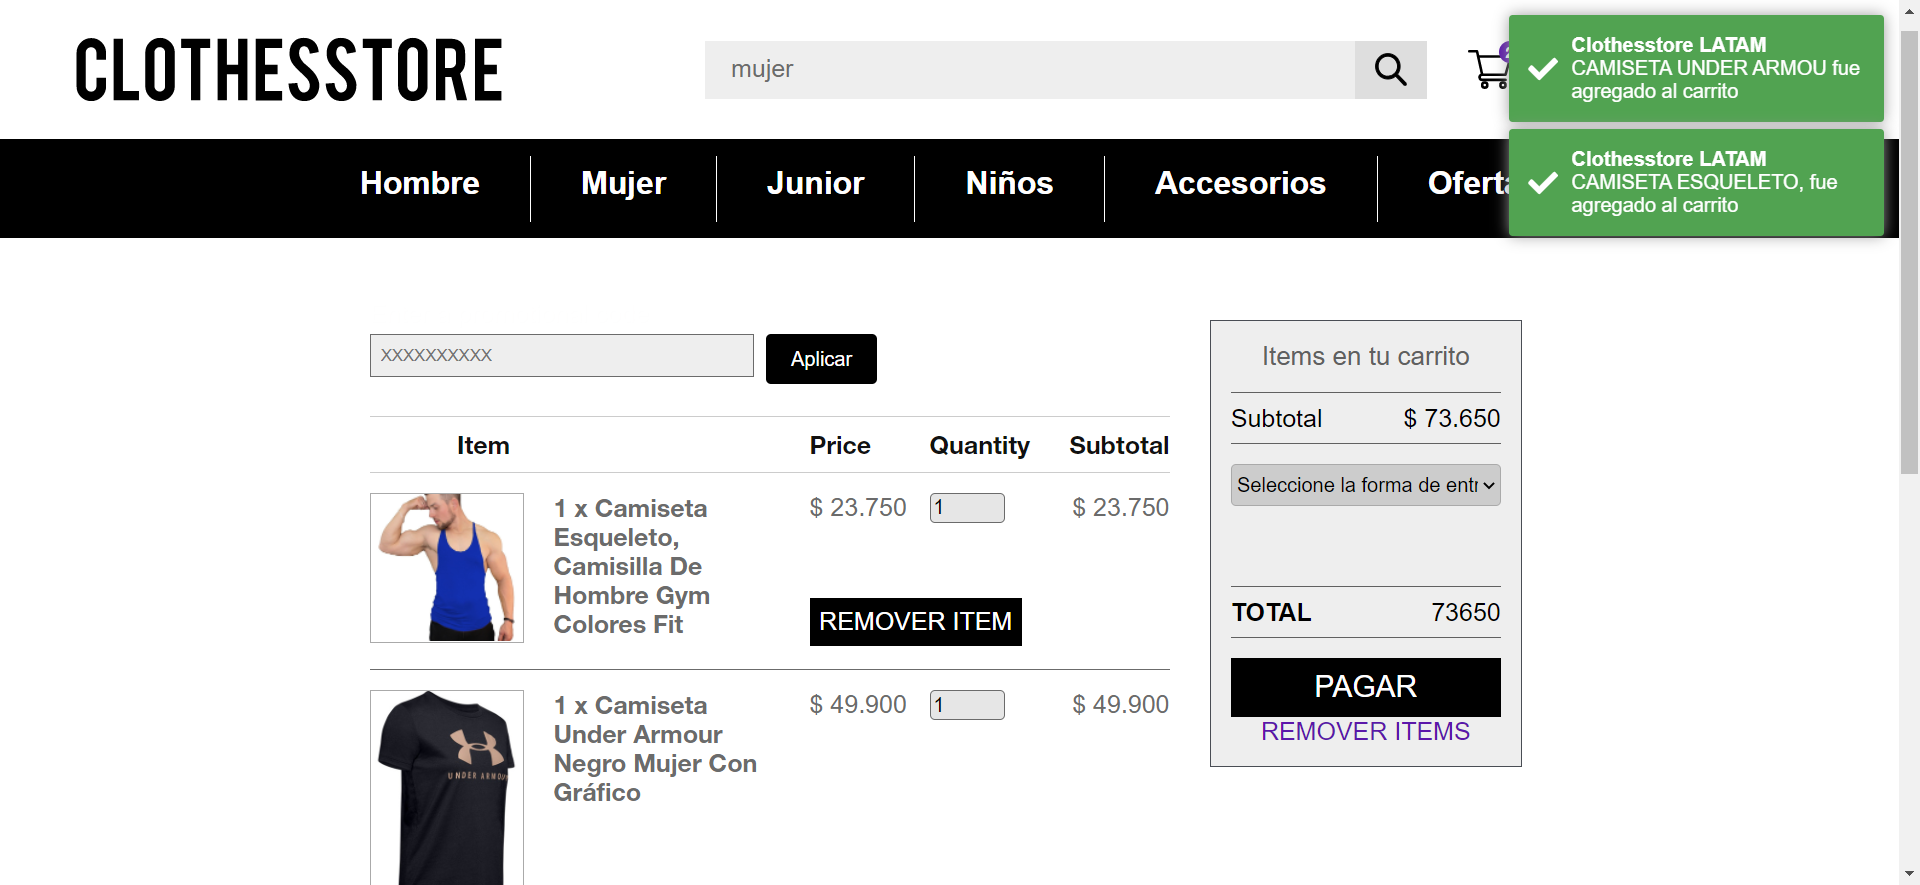 CLOTHESSTORE
mujer
Clothesstore LATAM
CAMISETA UNDER ARMOU fue
agregado al carrito
Clothesstore LATAM
CAMISETA ESQUELETO, fue
agregado al carrito
Hombre
Mujer
Junior
Niños
Accesorios
Oferta
XXXXXXXXXX
Aplicar
Item
Price
Quantity
Subtotal
1 x Camiseta
Esqueleto,
Camisilla De
Hombre Gym
Colores Fit
$ 23.750
1
$ 23.750
REMOVER ITEM
1 x Camiseta
Under Armour
Negro Mujer Con
Gráfico
$ 49.900
1
$ 49.900
UNDER ARMOUR
Items en tu carrito
Subtotal
$ 73.650
Seleccione la forma de entr
TOTAL
73650
PAGAR
REMOVER ITEMS